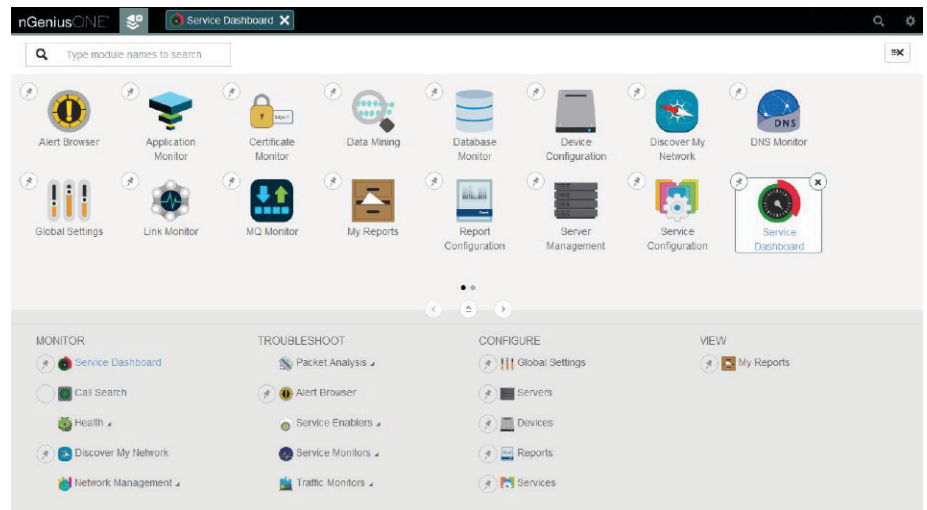 nGeniusONE
Service Dashboard
Type module names to search
Alert Browser
Application
Monitor
Certificate
Monitor
Data Mining
Database
Monitor
Device
Configuration
Discover My
Network
DNS
DNS Monitor
Global Settings
Link Monitor
MQ Monitor
My Reports
Report
Configuration
Server
Management
Service
Configuration
Service
Dashboard
MONITOR
Service Dashboard
Call Search
Health
Discover My Network
Network Management
TROUBLESHOOT
Packet Analysis
Alert Browser
Service Enablers
Service Monitors
Traffic Monitors
CONFIGURE
Global Settings
Servers
Devices
Reports
Services
VIEW
My Reports